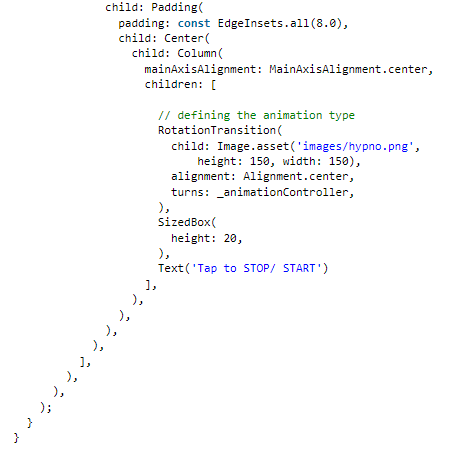 child: Padding(
padding: const EdgeInsets.all(8.0),
child: Center(
child: Column(
mainAxisAlignment: MainAxisAlignment.center,
children: [
// defining the animation type
RotationTransition(
child: Image.asset('images/hypno.png',
height: 150, width: 150),
alignment: Alignment.center,
turns: _animationController,
),
SizedBox(
height: 20,
),
Text('Tap to STOP/ START')
],
),
),
),
),
],
),
),
);
}
}